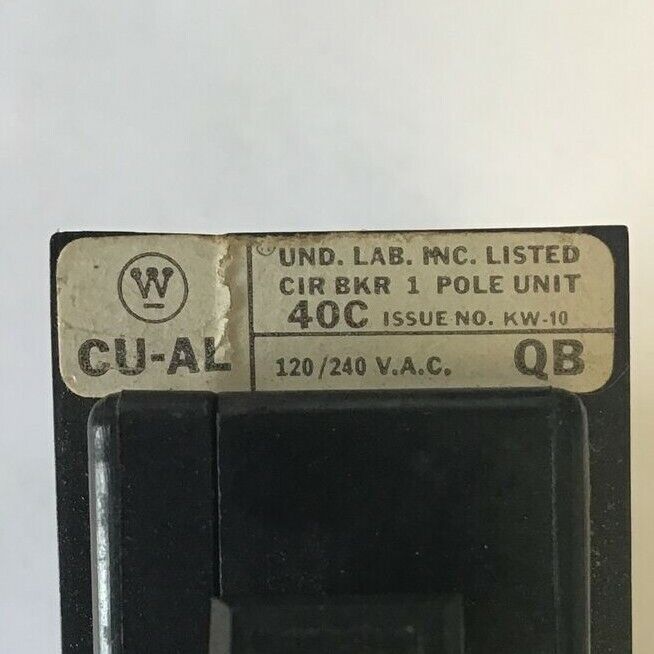 W
CU-AL
UND. LAB. INC. LISTED
CIR BKR 1 POLE UNIT
40C ISSUE NO. KW-10
120/240 V.A.C. QB